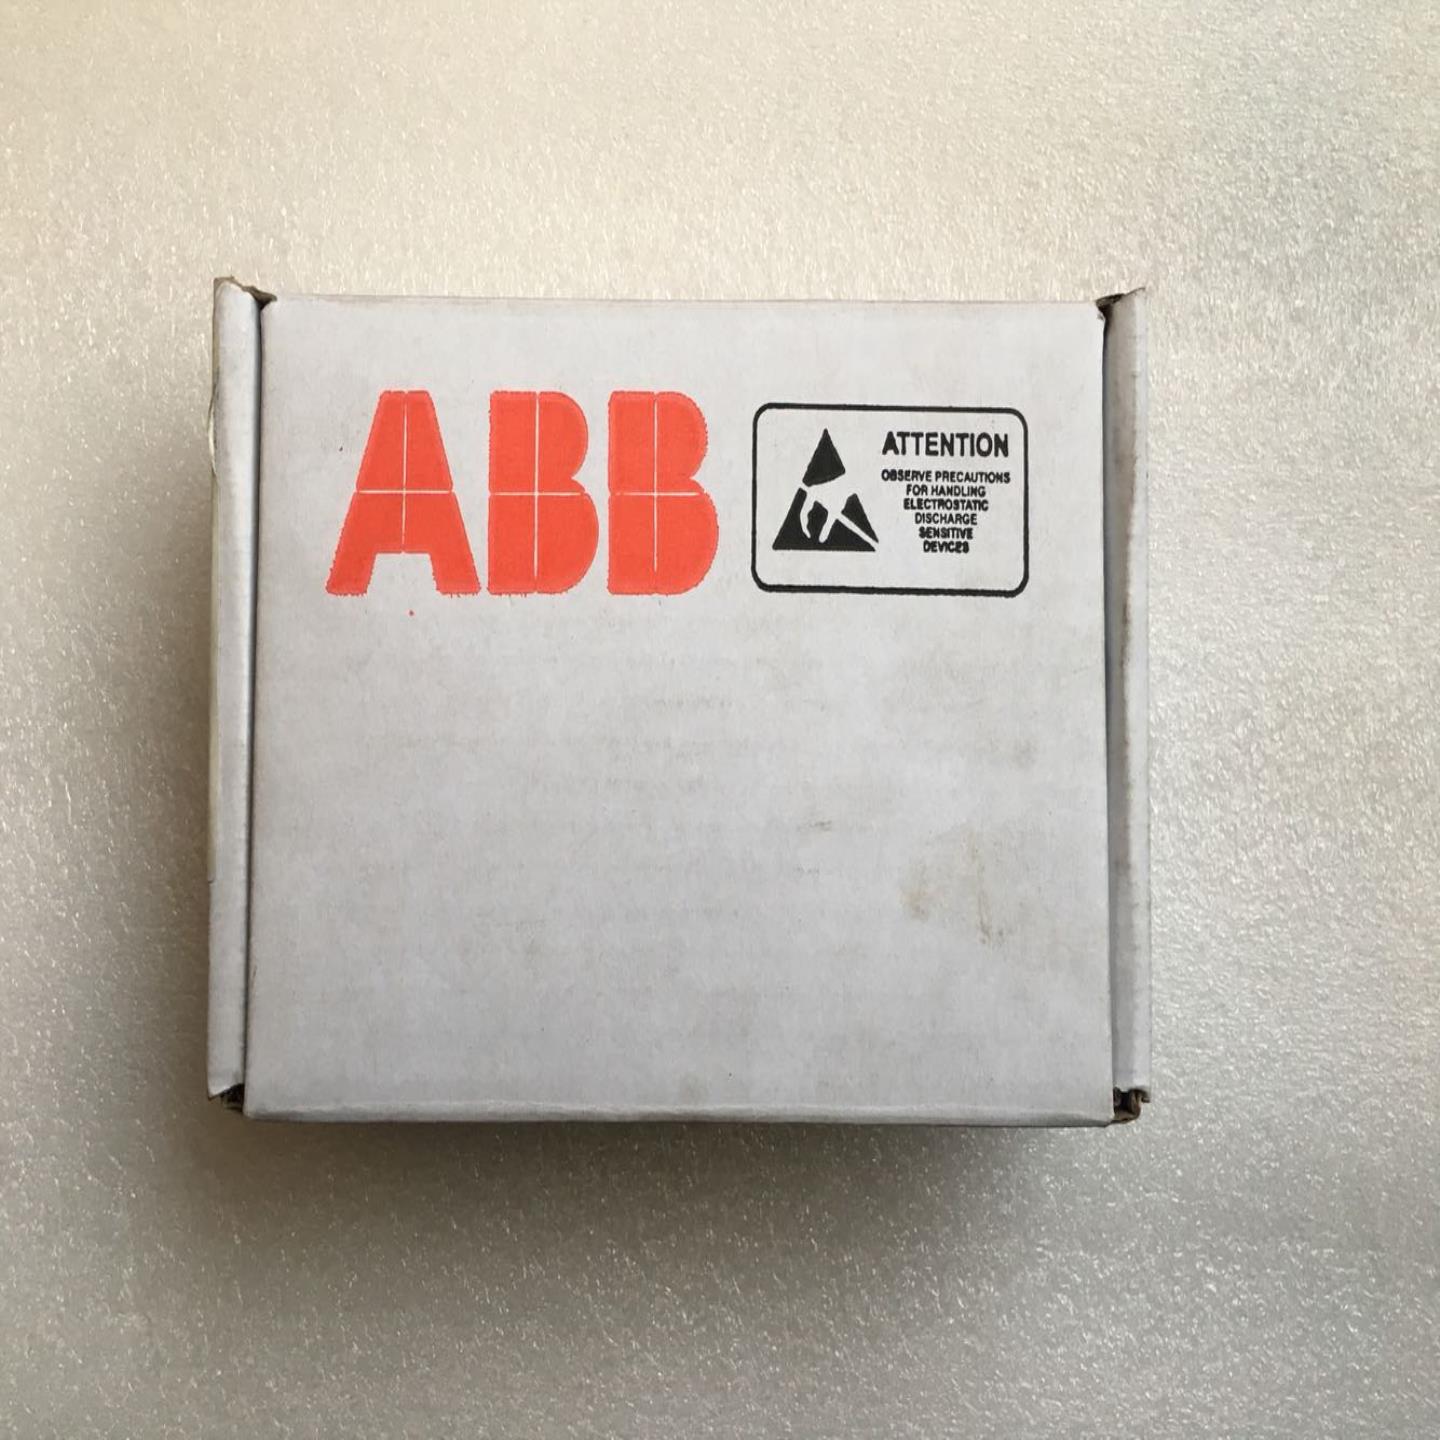 ABB
ATTENTION
OBSERVE PRECAUTIONS
FOR HANDLING
ELECTROSTATIC
DISCHARGE
SENSITIVE
DEVICES